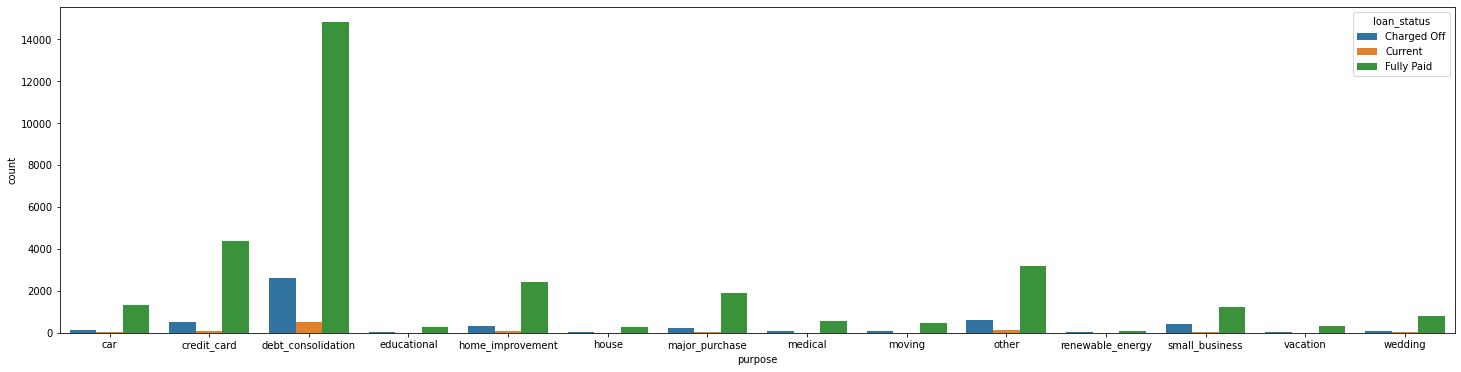 loan_status
Charged Off
Current
Fully Paid
14000
12000
10000
8000
6000
4000
2000
0
count
car credit_card debt_consolidation educational home_improvement house major_purchase medical moving other renewable_energy small_business vacation wedding
purpose